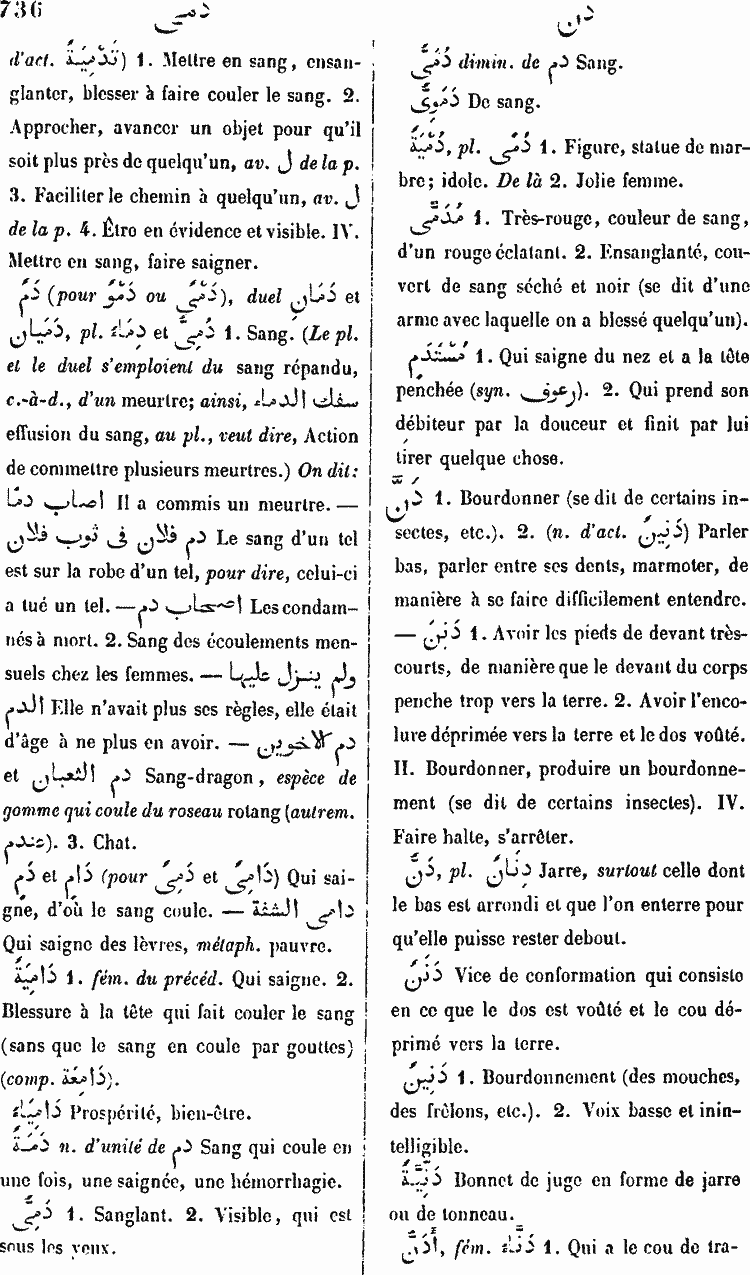 736
دمى
دن
d'act. تَدْمِيَةٌ) 1. Mettre en sang, ensan-
glanter, blesser à faire couler le sang. 2.
Approcher, avancer un objet pour qu'il
soit plus près de quelqu'un, av. ل de la p.
3. Faciliter le chemin à quelqu'un, av. ل
de la p. 4. Être en évidence et visible. IV.
Mettre en sang, faire saigner.
دَمٌ (pour دَمَوٌ ou دَمَىٌ), duel دَمَانِ et
دَمَيَانِ, pl. دِمَاءٌ et دُمِىٌّ 1. Sang. (Le pl.
et le duel s'emploient du sang répandu,
c.-à-d., d'un meurtre; ainsi, سفك الدماء
effusion du sang, au pl., veut dire, Action
de commettre plusieurs meurtres.) On dit:
اصاب دمًا Il a commis un meurtre. —
دم فلان فى ثوب فلان Le sang d'un tel
est sur la robe d'un tel, pour dire, celui-ci
a tué un tel. — اصحاب دم Les condam-
nés à mort. 2. Sang des écoulements men-
suels chez les femmes. — ولم ينزل عليها
الدم Elle n'avait plus ses règles, elle était
d'âge à ne plus en avoir. — دم الاخوين
et دم الثعبان Sang-dragon, espèce de
gomme qui coule du roseau rotang (autrem.
عندم). 3. Chat.
دَمٍ et دَامٍ (pour دَمِىٌ et دَامِىٌ) Qui sai-
gne, d'où le sang coule. — دامى الشفة
Qui saigne des lèvres, métaph. pauvre.
دَامِيَةٌ 1. fém. du précéd. Qui saigne. 2.
Blessure à la tête qui fait couler le sang
(sans que le sang en coule par gouttes)
(comp. دَامِعَة).
دَامِيَاءُ Prospérité, bien-être.
دَمَةٌ n. d'unité de دم Sang qui coule en
une fois, une saignée, une hémorrhagie.
دَمِىٌّ 1. Sanglant. 2. Visible, qui est
sous les yeux.
دُمَىٌّ dimin. de دم Sang.
دَمَوِىٌّ De sang.
دُمْيَةٌ, pl. دُمًى 1. Figure, statue de mar-
bre; idole. De là 2. Jolie femme.
مُدَمًّى 1. Très-rouge, couleur de sang,
d'un rouge éclatant. 2. Ensanglanté, cou-
vert de sang séché et noir (se dit d'une
arme avec laquelle on a blessé quelqu'un).
مُسْتَدْمٍ 1. Qui saigne du nez et a la tête
penchée (syn. رعوف). 2. Qui prend son
débiteur par la douceur et finit par lui
tirer quelque chose.
دَنَّ 1. Bourdonner (se dit de certains in-
sectes, etc.). 2. (n. d'act. دَنِينٌ) Parler
bas, parler entre ses dents, marmoter, de
manière à se faire difficilement entendre.
— دَنِنَ 1. Avoir les pieds de devant très-
courts, de manière que le devant du corps
penche trop vers la terre. 2. Avoir l'enco-
lure déprimée vers la terre et le dos voûté.
II. Bourdonner, produire un bourdonne-
ment (se dit de certains insectes). IV.
Faire halte, s'arrêter.
دَنٌّ, pl. دِنَانٌ Jarre, surtout celle dont
le bas est arrondi et que l'on enterre pour
qu'elle puisse rester debout.
دَنَنٌ Vice de conformation qui consiste
en ce que le dos est voûté et le cou dé-
primé vers la terre.
دَنِينٌ 1. Bourdonnement (des mouches,
des frêlons, etc.). 2. Voix basse et inin-
telligible.
دَنِّيَّةٌ Bonnet de juge en forme de jarre
ou de tonneau.
أَدَنُّ, fém. دَنَّاءُ 1. Qui a le cou de tra-